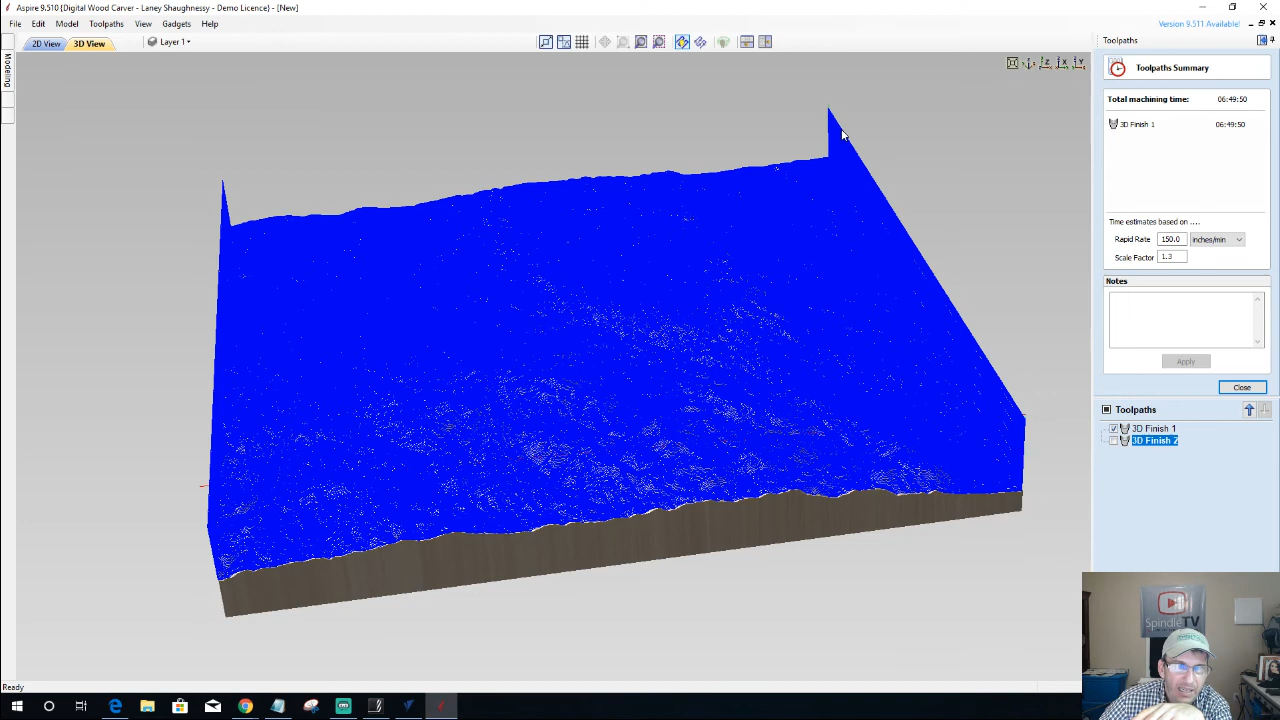 Aspire 9.510 {Digital Wood Carver - Laney Shaughnessy - Demo Licence} - [New]
File Edit Model Toolpaths View Gadgets Help
Version 9.511 Available!
2D View 3D View Layer 1
Modeling
Toolpaths
Toolpaths Summary
Total machining time: 06:49:50
3D Finish 1 06:49:50
Time estimates based on ....
Rapid Rate 150.0 inches/min
Scale Factor 1.3
Notes
Apply
Close
Toolpaths
3D Finish 1
3D Finish 2
SpindleTV
Ready